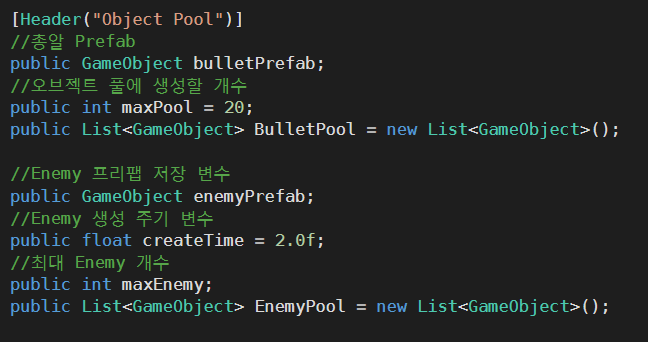 [Header("Object Pool")]
//총알 Prefab
public GameObject bulletPrefab;
//오브젝트 풀에 생성할 개수
public int maxPool = 20;
public List<GameObject> BulletPool = new List<GameObject>();
//Enemy 프리팹 저장 변수
public GameObject enemyPrefab;
//Enemy 생성 주기 변수
public float createTime = 2.0f;
//최대 Enemy 개수
public int maxEnemy;
public List<GameObject> EnemyPool = new List<GameObject>();